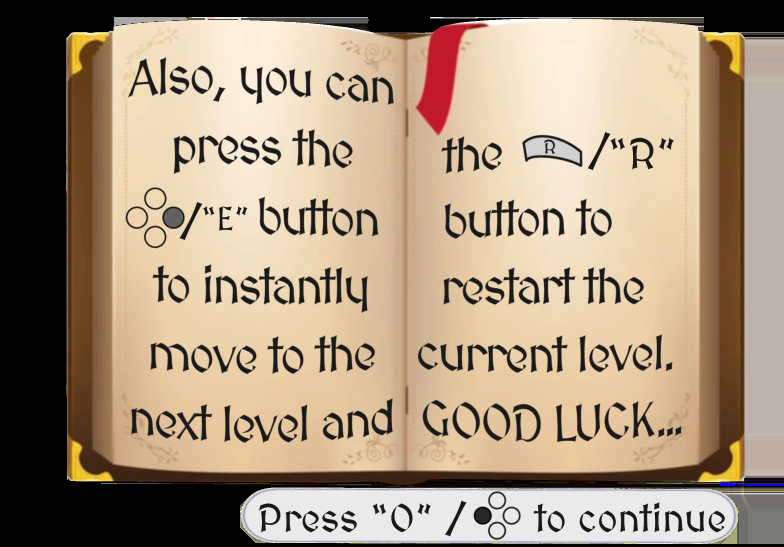 Also, you can
press the
/"E" button
to instantly
move to the
next level and
the R /"R"
button to
restart the
current level.
GOOD LUCK...
Press "O" / to continue